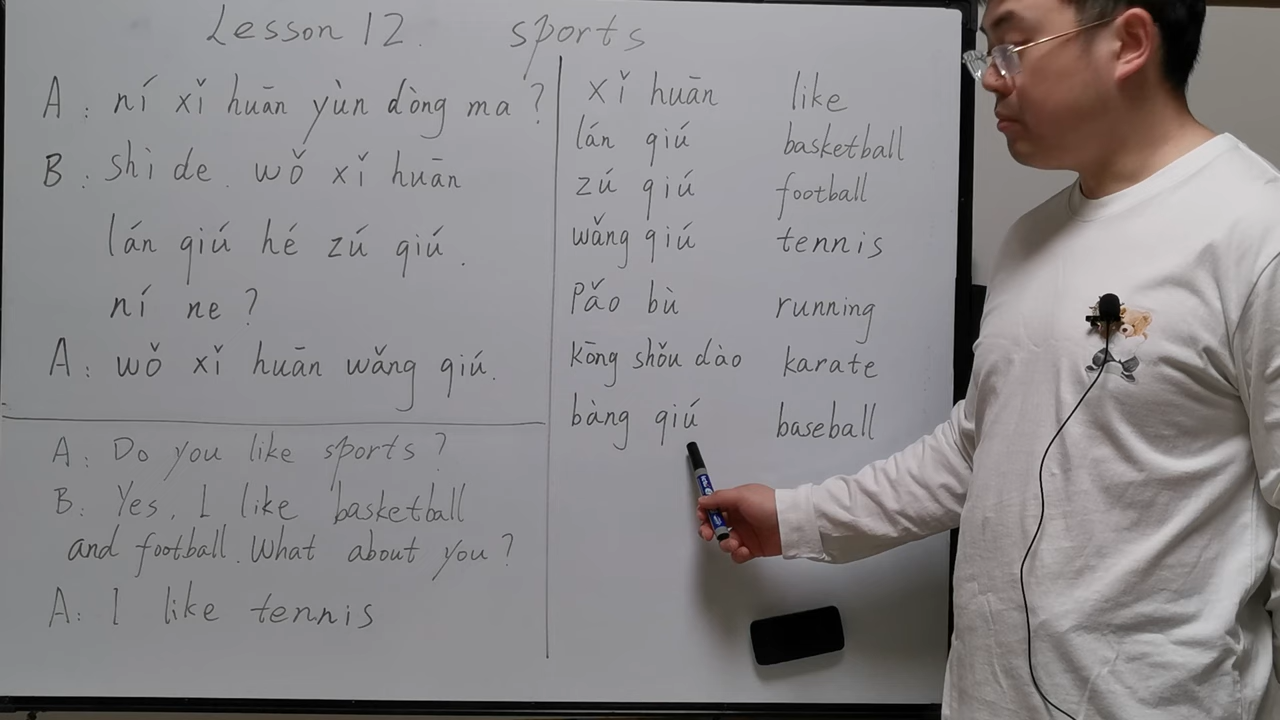 Lesson 12. sports
A: ní xǐ huān yùn dòng ma?
B: shì de. wǒ xǐ huān
lán qiú hé zú qiú.
ní ne?
A: wǒ xǐ huān wǎng qiú.
A: Do you like sports?
B: Yes, I like basketball
and football. What about you?
A: I like tennis
xǐ huān like
lán qiú basketball
zú qiú football
wǎng qiú tennis
pǎo bù running
kōng shǒu dào karate
bàng qiú baseball